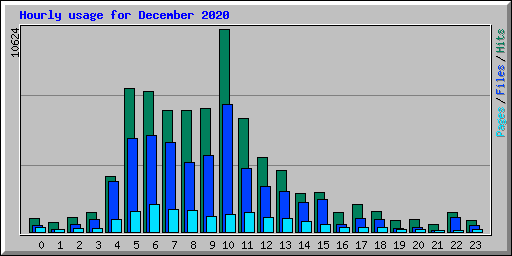 Hourly usage for December 2020
10624
Pages/Files/Hits
0 1 2 3 4 5 6 7 8 9 10 11 12 13 14 15 16 17 18 19 20 21 22 23